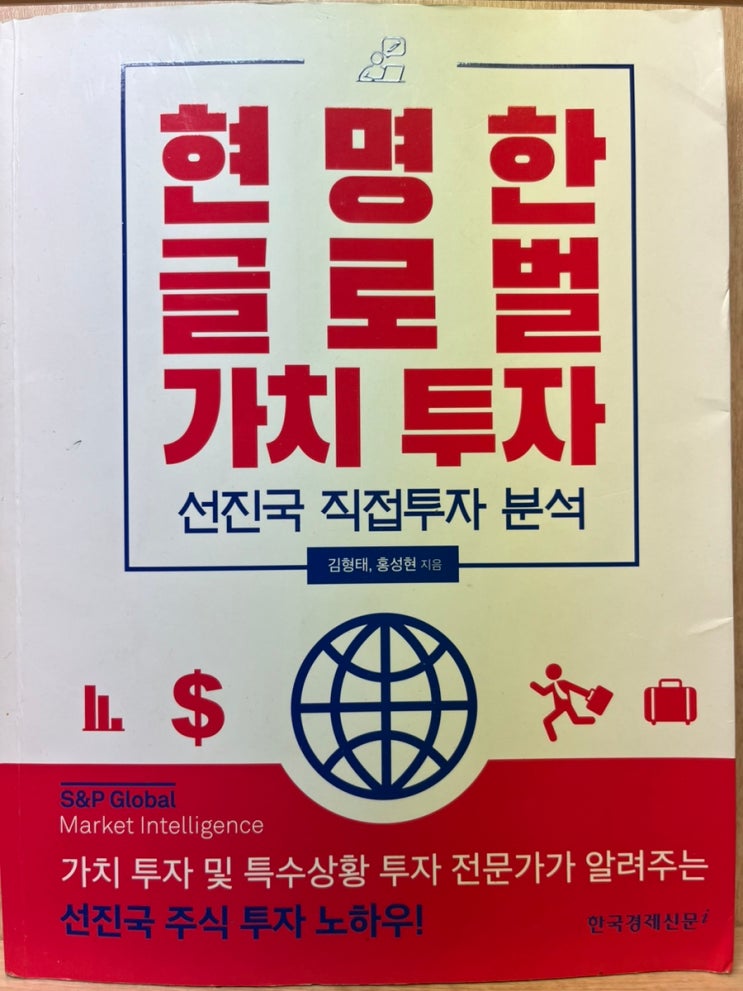 현명한
글로벌
가치 투자
선진국 직접투자 분석
김형태, 홍성현 지음
S&P Global
Market Intelligence
가치 투자 및 특수상황 투자 전문가가 알려주는
선진국 주식 투자 노하우!
한국경제신문i